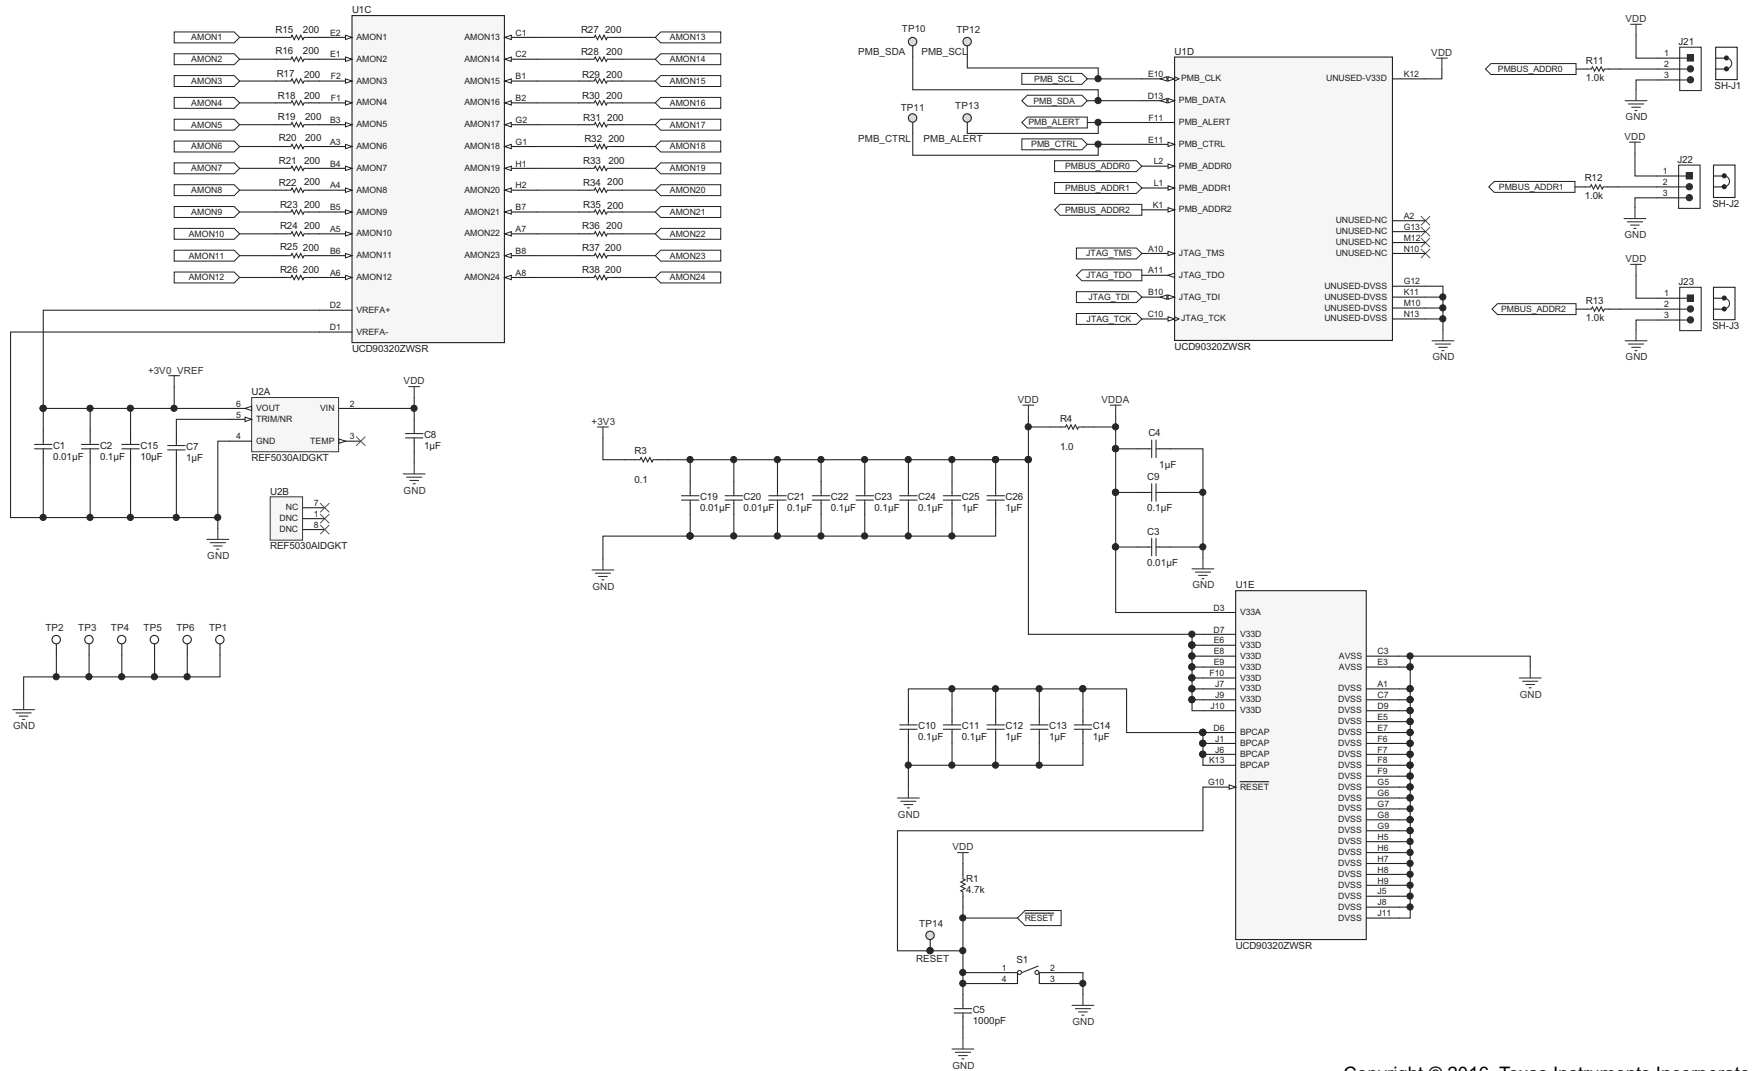 U1C
AMON1 R15 200 E2 AMON1 AMON13 C1 R27 200 AMON13
AMON2 R16 200 E1 AMON2 AMON14 C2 R28 200 AMON14
AMON3 R17 200 F2 AMON3 AMON15 B1 R29 200 AMON15
AMON4 R18 200 F1 AMON4 AMON16 B2 R30 200 AMON16
AMON5 R19 200 B3 AMON5 AMON17 G2 R31 200 AMON17
AMON6 R20 200 A3 AMON6 AMON18 G1 R32 200 AMON18
AMON7 R21 200 B4 AMON7 AMON19 H1 R33 200 AMON19
AMON8 R22 200 A4 AMON8 AMON20 H2 R34 200 AMON20
AMON9 R23 200 B5 AMON9 AMON21 B7 R35 200 AMON21
AMON10 R24 200 A5 AMON10 AMON22 A7 R36 200 AMON22
AMON11 R25 200 B6 AMON11 AMON23 B8 R37 200 AMON23
AMON12 R26 200 A6 AMON12 AMON24 A8 R38 200 AMON24
D2 VREFA+
D1 VREFA-
UCD90320ZWSR
TP10 TP12
PMB_SDA PMB_SCL
TP11 TP13
PMB_CTRL PMB_ALERT
U1D
VDD
PMB_SCL E10 PMB_CLK UNUSED-V33D K12
PMB_SDA D13 PMB_DATA
PMB_ALERT F11 PMB_ALERT
PMB_CTRL E11 PMB_CTRL
PMBUS_ADDR0 L2 PMB_ADDR0
PMBUS_ADDR1 L1 PMB_ADDR1
PMBUS_ADDR2 K1 PMB_ADDR2
UNUSED-NC A2
UNUSED-NC G13
UNUSED-NC M12
UNUSED-NC N10
JTAG_TMS A10 JTAG_TMS
JTAG_TDO A11 JTAG_TDO
JTAG_TDI B10 JTAG_TDI
JTAG_TCK C10 JTAG_TCK
UNUSED-DVSS G12
UNUSED-DVSS K11
UNUSED-DVSS M10
UNUSED-DVSS N13
GND
UCD90320ZWSR
VDD
PMBUS_ADDR0 R11 1.0k
J21
1
2
3
SH-J1
GND
VDD
PMBUS_ADDR1 R12 1.0k
J22
1
2
3
SH-J2
GND
VDD
PMBUS_ADDR2 R13 1.0k
J23
1
2
3
SH-J3
GND
+3V0_VREF
U2A
VDD
6 VOUT VIN 2
5 TRIM/NR
4 GND TEMP 3
REF5030AIDGKT
C1 0.01µF
C2 0.1µF
C15 10µF
C7 1µF
C8 1µF
GND
GND
U2B
NC 7
DNC 1
DNC 8
REF5030AIDGKT
TP2 TP3 TP4 TP5 TP6 TP1
GND
+3V3
R3
0.1
VDD
R4
1.0
VDDA
C19 0.01µF
C20 0.01µF
C21 0.1µF
C22 0.1µF
C23 0.1µF
C24 0.1µF
C25 1µF
C26 1µF
GND
C4
1µF
C9
0.1µF
C3
0.01µF
GND
U1E
D3 V33A
D7 V33D
E6 V33D
E8 V33D
E9 V33D
F10 V33D
J7 V33D
J9 V33D
J10 V33D
D6 BPCAP
J1 BPCAP
J6 BPCAP
K13 BPCAP
G10 RESET
AVSS C3
AVSS E3
DVSS A1
DVSS C7
DVSS D9
DVSS E5
DVSS E7
DVSS F6
DVSS F7
DVSS F8
DVSS F9
DVSS G5
DVSS G6
DVSS G7
DVSS G8
DVSS G9
DVSS H5
DVSS H6
DVSS H7
DVSS H8
DVSS H9
DVSS J5
DVSS J8
DVSS J11
GND
UCD90320ZWSR
C10 0.1µF
C11 0.1µF
C12 1µF
C13 1µF
C14 1µF
GND
VDD
R1
4.7k
RESET
TP14
RESET
S1
1 2
4 3
GND
C5
1000pF
GND